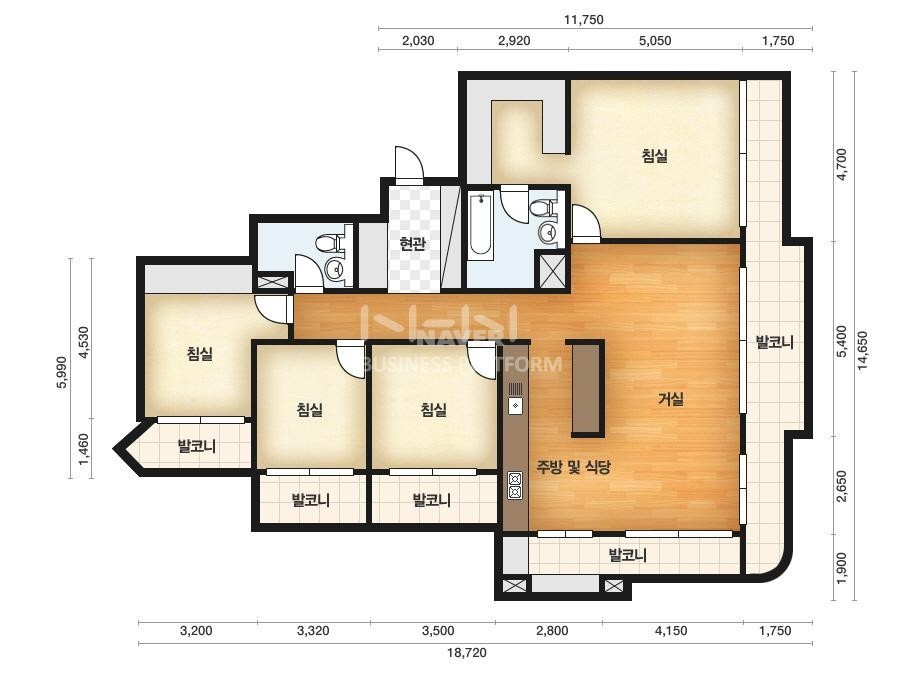 11,750
2,030
2,920
5,050
1,750
침실
4,700
현관
NAVER
BUSINESS PLATFORM
침실
4,530
5,990
발코니
5,400
14,650
침실
침실
거실
발코니
1,460
주방 및 식당
2,650
발코니
발코니
발코니
1,900
3,200
3,320
3,500
2,800
4,150
1,750
18,720